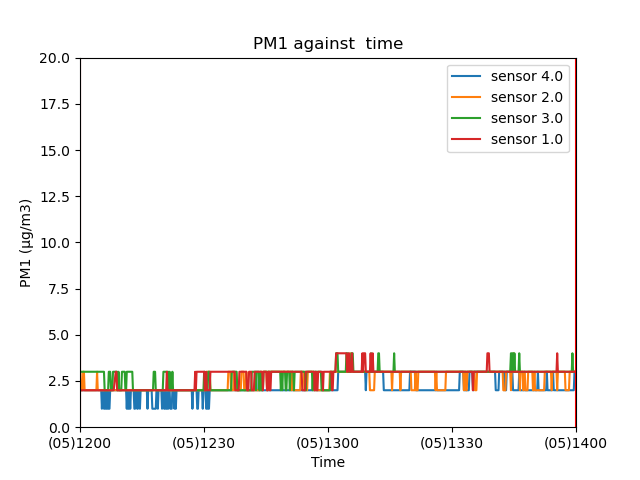 PM1 against  time
20.0
17.5
15.0
12.5
10.0
7.5
5.0
2.5
0.0
PM1 (µg/m3)
sensor 4.0
sensor 2.0
sensor 3.0
sensor 1.0
(05)1200 (05)1230 (05)1300 (05)1330 (05)1400
Time